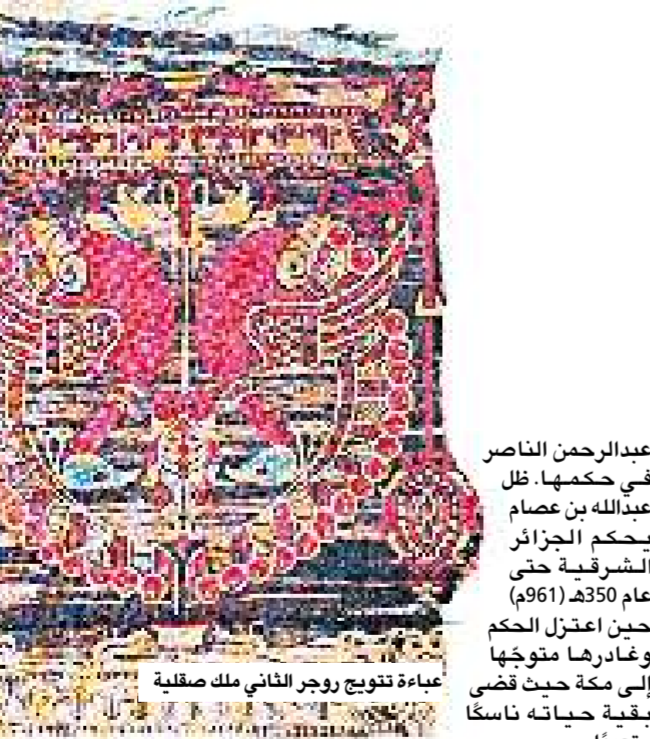 عبدالرحمن الناصر
في حكمها. ظل
عبدالله بن عصام
يحكم الجزائر
الشرقية حتى
عام 350هـ (961م)
حين اعتزل الحكم
وغادرها متوجّها
إلى مكة حيث قضى
بقية حياته ناسكًا
عباءة تتويج روجر الثاني ملك صقلية